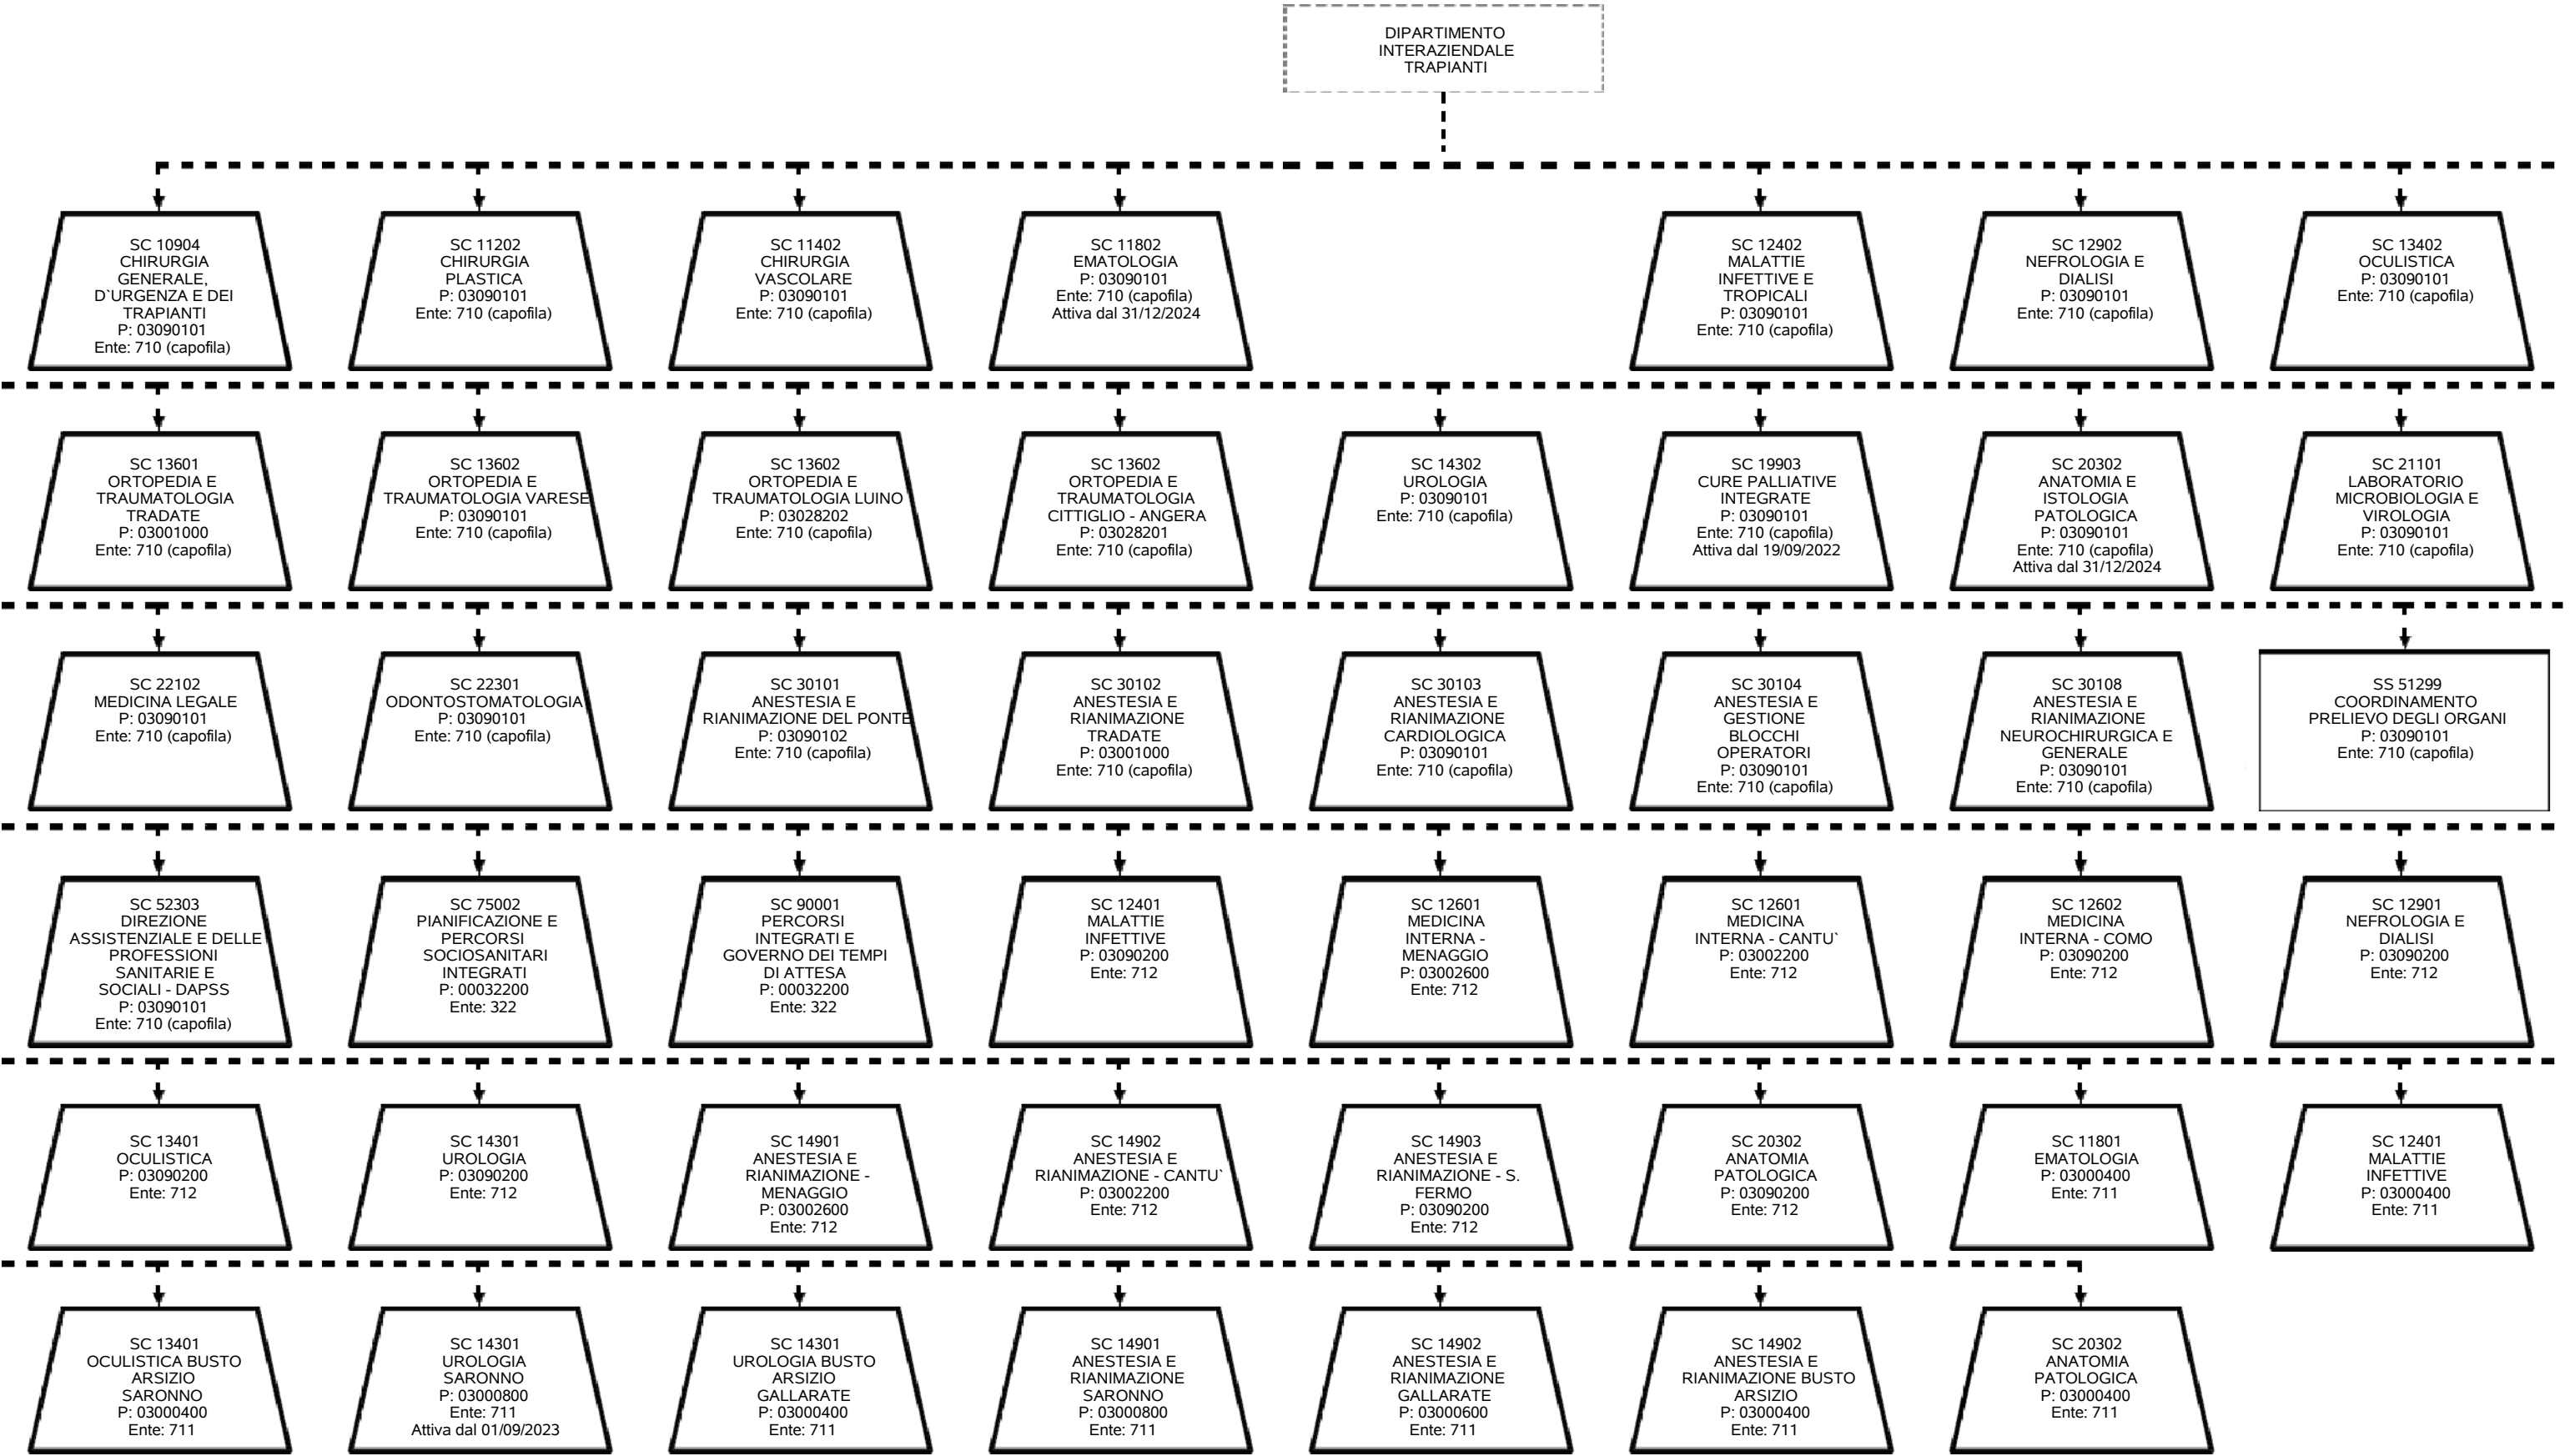 DIPARTIMENTO
INTERAZIENDALE
TRAPIANTI
SC 10904
CHIRURGIA
GENERALE,
D`URGENZA E DEI
TRAPIANTI
P: 03090101
Ente: 710 (capofila)
SC 11202
CHIRURGIA
PLASTICA
P: 03090101
Ente: 710 (capofila)
SC 11402
CHIRURGIA
VASCOLARE
P: 03090101
Ente: 710 (capofila)
SC 11802
EMATOLOGIA
P: 03090101
Ente: 710 (capofila)
Attiva dal 31/12/2024
SC 12402
MALATTIE
INFETTIVE E
TROPICALI
P: 03090101
Ente: 710 (capofila)
SC 12902
NEFROLOGIA E
DIALISI
P: 03090101
Ente: 710 (capofila)
SC 13402
OCULISTICA
P: 03090101
Ente: 710 (capofila)
SC 13601
ORTOPEDIA E
TRAUMATOLOGIA
TRADATE
P: 03001000
Ente: 710 (capofila)
SC 13602
ORTOPEDIA E
TRAUMATOLOGIA VARESE
P: 03090101
Ente: 710 (capofila)
SC 13602
ORTOPEDIA E
TRAUMATOLOGIA LUINO
P: 03028202
Ente: 710 (capofila)
SC 13602
ORTOPEDIA E
TRAUMATOLOGIA
CITTIGLIO - ANGERA
P: 03028201
Ente: 710 (capofila)
SC 14302
UROLOGIA
P: 03090101
Ente: 710 (capofila)
SC 19903
CURE PALLIATIVE
INTEGRATE
P: 03090101
Ente: 710 (capofila)
Attiva dal 19/09/2022
SC 20302
ANATOMIA E
ISTOLOGIA
PATOLOGICA
P: 03090101
Ente: 710 (capofila)
Attiva dal 31/12/2024
SC 21101
LABORATORIO
MICROBIOLOGIA E
VIROLOGIA
P: 03090101
Ente: 710 (capofila)
SC 22102
MEDICINA LEGALE
P: 03090101
Ente: 710 (capofila)
SC 22301
ODONTOSTOMATOLOGIA
P: 03090101
Ente: 710 (capofila)
SC 30101
ANESTESIA E
RIANIMAZIONE DEL PONTE
P: 03090102
Ente: 710 (capofila)
SC 30102
ANESTESIA E
RIANIMAZIONE
TRADATE
P: 03001000
Ente: 710 (capofila)
SC 30103
ANESTESIA E
RIANIMAZIONE
CARDIOLOGICA
P: 03090101
Ente: 710 (capofila)
SC 30104
ANESTESIA E
GESTIONE
BLOCCHI
OPERATORI
P: 03090101
Ente: 710 (capofila)
SC 30108
ANESTESIA E
RIANIMAZIONE
NEUROCHIRURGICA E
GENERALE
P: 03090101
Ente: 710 (capofila)
SS 51299
COORDINAMENTO
PRELIEVO DEGLI ORGANI
P: 03090101
Ente: 710 (capofila)
SC 52303
DIREZIONE
ASSISTENZIALE E DELLE
PROFESSIONI
SANITARIE E
SOCIALI - DAPSS
P: 03090101
Ente: 710 (capofila)
SC 75002
PIANIFICAZIONE E
PERCORSI
SOCIOSANITARI
INTEGRATI
P: 00032200
Ente: 322
SC 90001
PERCORSI
INTEGRATI E
GOVERNO DEI TEMPI
DI ATTESA
P: 00032200
Ente: 322
SC 12401
MALATTIE
INFETTIVE
P: 03090200
Ente: 712
SC 12601
MEDICINA
INTERNA -
MENAGGIO
P: 03002600
Ente: 712
SC 12601
MEDICINA
INTERNA - CANTU`
P: 03002200
Ente: 712
SC 12602
MEDICINA
INTERNA - COMO
P: 03090200
Ente: 712
SC 12901
NEFROLOGIA E
DIALISI
P: 03090200
Ente: 712
SC 13401
OCULISTICA
P: 03090200
Ente: 712
SC 14301
UROLOGIA
P: 03090200
Ente: 712
SC 14901
ANESTESIA E
RIANIMAZIONE -
MENAGGIO
P: 03002600
Ente: 712
SC 14902
ANESTESIA E
RIANIMAZIONE - CANTU`
P: 03002200
Ente: 712
SC 14903
ANESTESIA E
RIANIMAZIONE - S.
FERMO
P: 03090200
Ente: 712
SC 20302
ANATOMIA
PATOLOGICA
P: 03090200
Ente: 712
SC 11801
EMATOLOGIA
P: 03000400
Ente: 711
SC 12401
MALATTIE
INFETTIVE
P: 03000400
Ente: 711
SC 13401
OCULISTICA BUSTO
ARSIZIO
SARONNO
P: 03000400
Ente: 711
SC 14301
UROLOGIA
SARONNO
P: 03000800
Ente: 711
Attiva dal 01/09/2023
SC 14301
UROLOGIA BUSTO
ARSIZIO
GALLARATE
P: 03000400
Ente: 711
SC 14901
ANESTESIA E
RIANIMAZIONE
SARONNO
P: 03000800
Ente: 711
SC 14902
ANESTESIA E
RIANIMAZIONE
GALLARATE
P: 03000600
Ente: 711
SC 14902
ANESTESIA E
RIANIMAZIONE BUSTO
ARSIZIO
P: 03000400
Ente: 711
SC 20302
ANATOMIA
PATOLOGICA
P: 03000400
Ente: 711